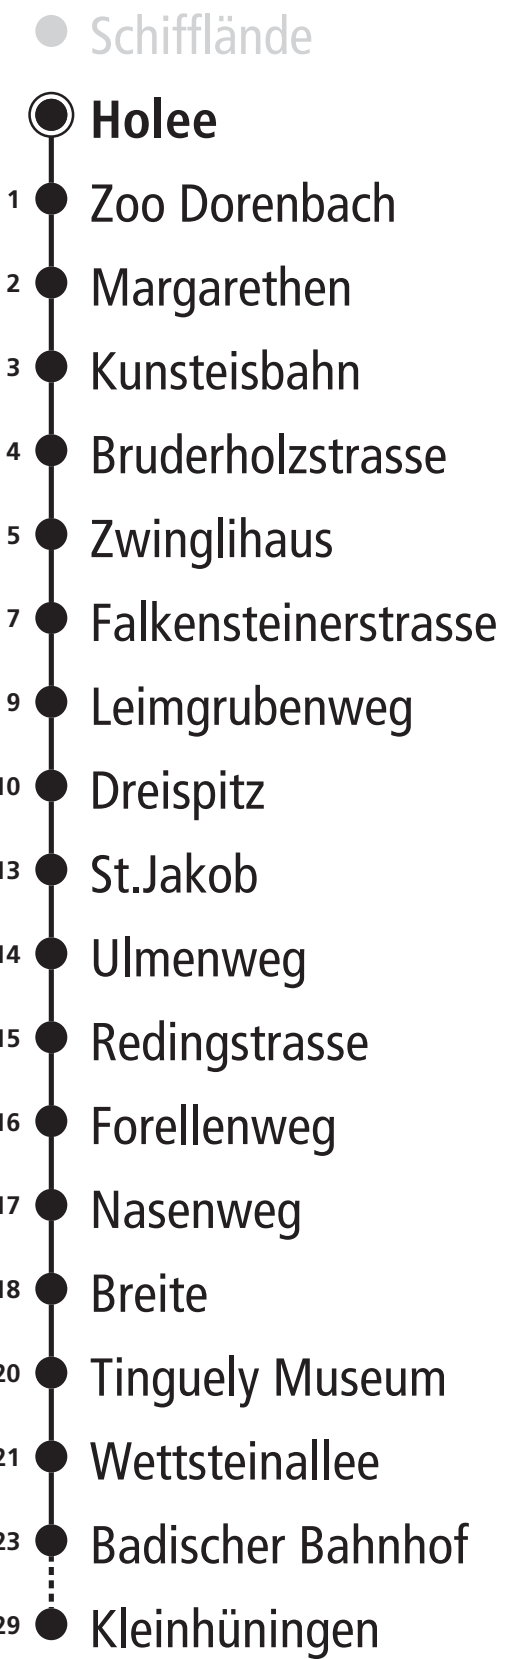 Schifflände
Holee
1 Zoo Dorenbach
2 Margarethen
3 Kunsteisbahn
4 Bruderholzstrasse
5 Zwinglihaus
7 Falkensteinerstrasse
9 Leimgrubenweg
10 Dreispitz
13 St.Jakob
14 Ulmenweg
15 Redingstrasse
16 Forellenweg
17 Nasenweg
18 Breite
20 Tinguely Museum
21 Wettsteinallee
23 Badischer Bahnhof
29 Kleinhüningen